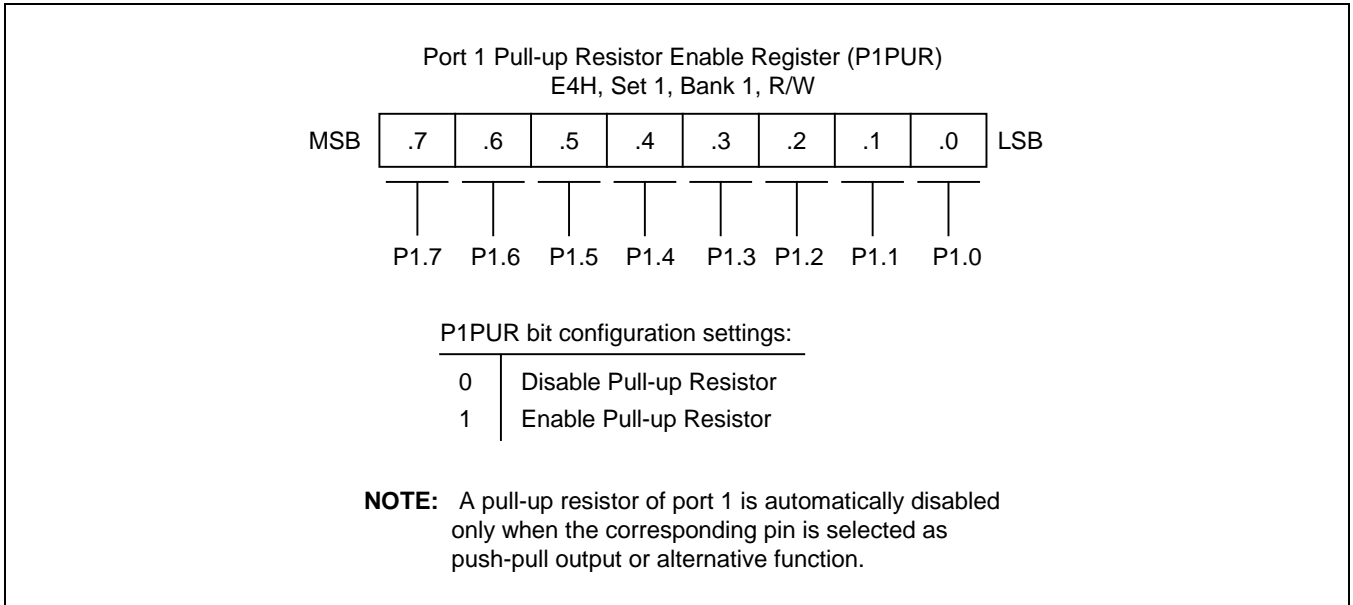 Port 1 Pull-up Resistor Enable Register (P1PUR)
E4H, Set 1, Bank 1, R/W
MSB .7 .6 .5 .4 .3 .2 .1 .0 LSB
P1.7 P1.6 P1.5 P1.4 P1.3 P1.2 P1.1 P1.0
P1PUR bit configuration settings:
0 Disable Pull-up Resistor
1 Enable Pull-up Resistor
NOTE: A pull-up resistor of port 1 is automatically disabled
only when the corresponding pin is selected as
push-pull output or alternative function.